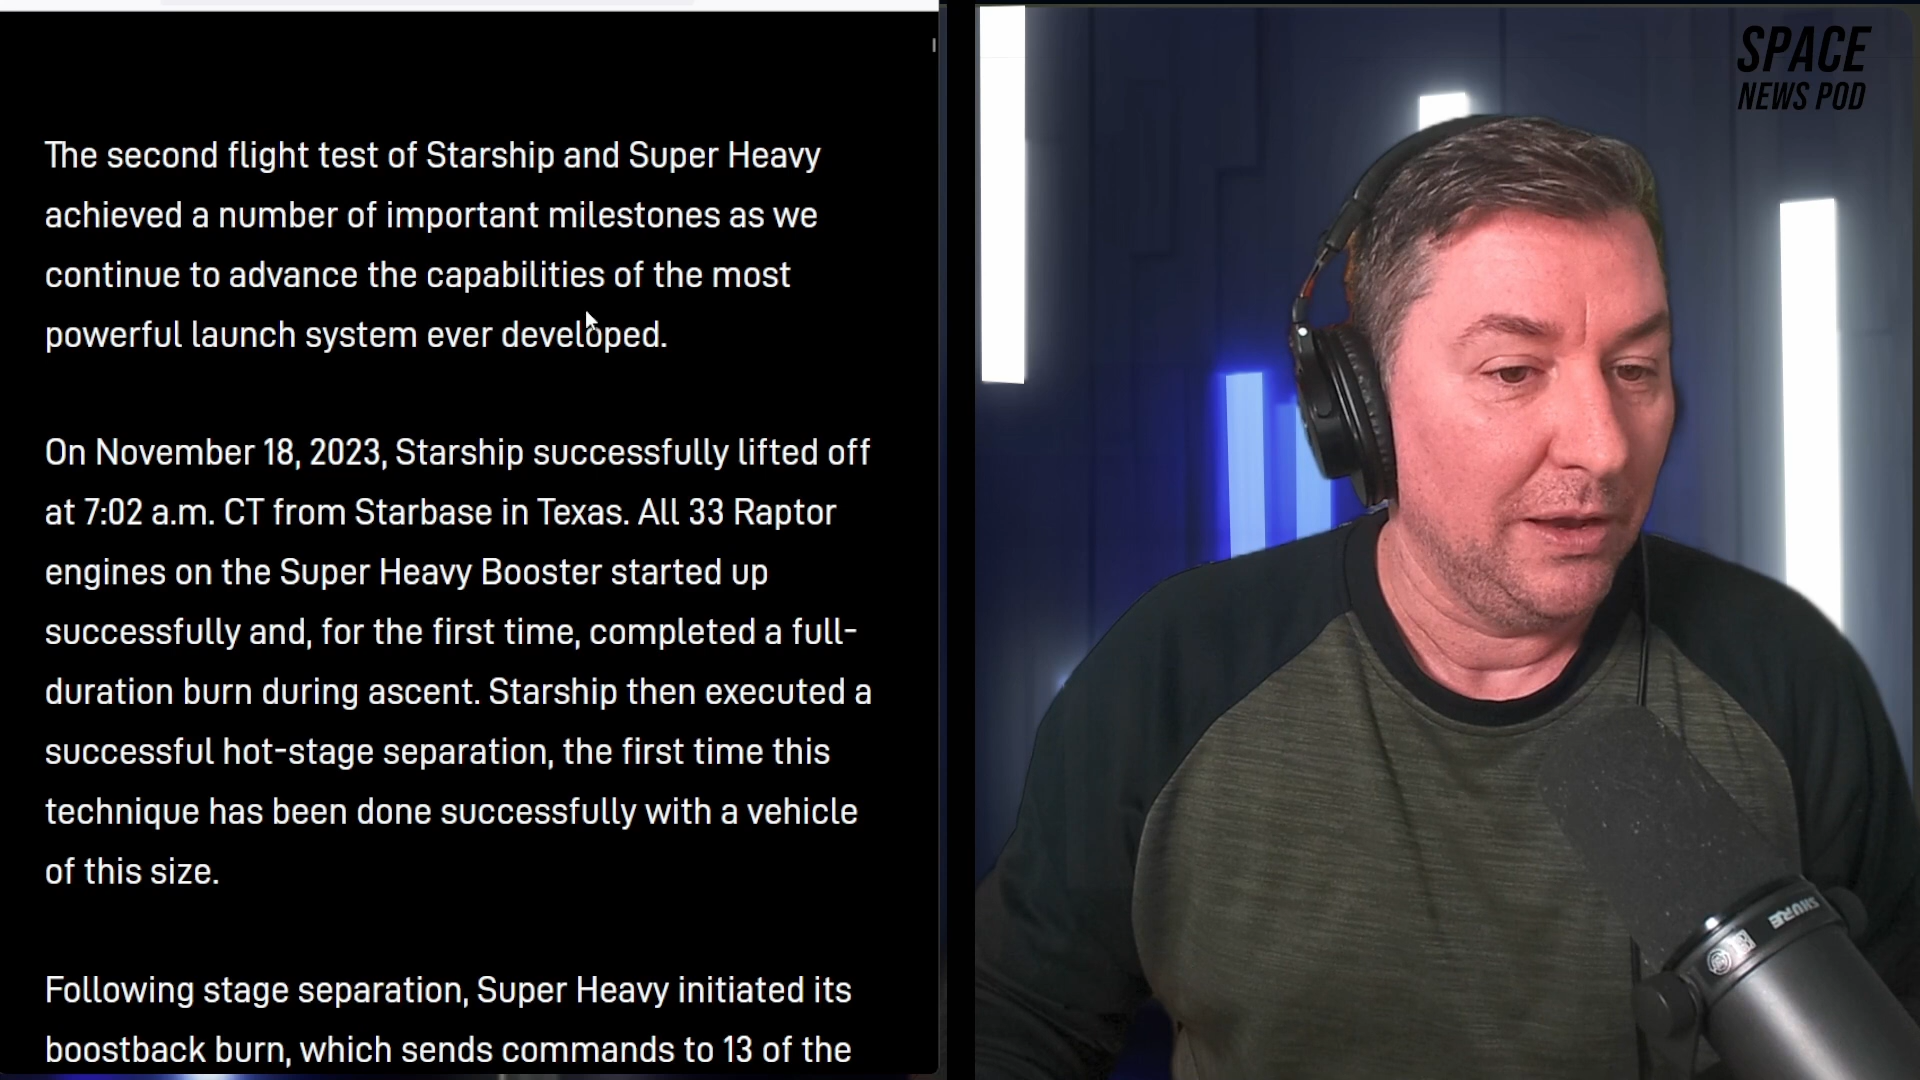 The second flight test of Starship and Super Heavy
achieved a number of important milestones as we
continue to advance the capabilities of the most
powerful launch system ever developed.
On November 18, 2023, Starship successfully lifted off
at 7:02 a.m. CT from Starbase in Texas. All 33 Raptor
engines on the Super Heavy Booster started up
successfully and, for the first time, completed a full-
duration burn during ascent. Starship then executed a
successful hot-stage separation, the first time this
technique has been done successfully with a vehicle
of this size.
Following stage separation, Super Heavy initiated its
boostback burn, which sends commands to 13 of the
SPACE
NEWS POD
SHURE